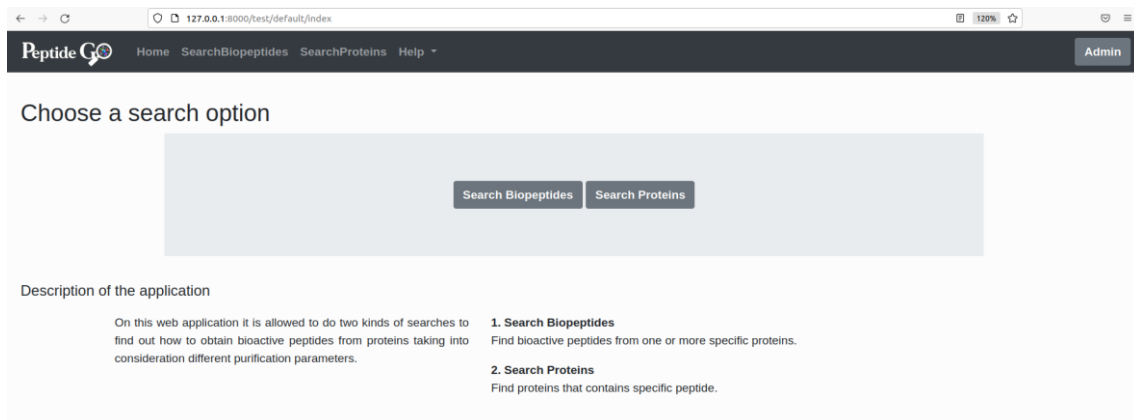 127.0.0.1:8000/test/default/index
120%
Peptide GO
Home SearchBiopeptides SearchProteins Help
Admin
Choose a search option
Search Biopeptides Search Proteins
Description of the application
On this web application it is allowed to do two kinds of searches to
find out how to obtain bioactive peptides from proteins taking into
consideration different purification parameters.
1. Search Biopeptides
Find bioactive peptides from one or more specific proteins.
2. Search Proteins
Find proteins that contains specific peptide.